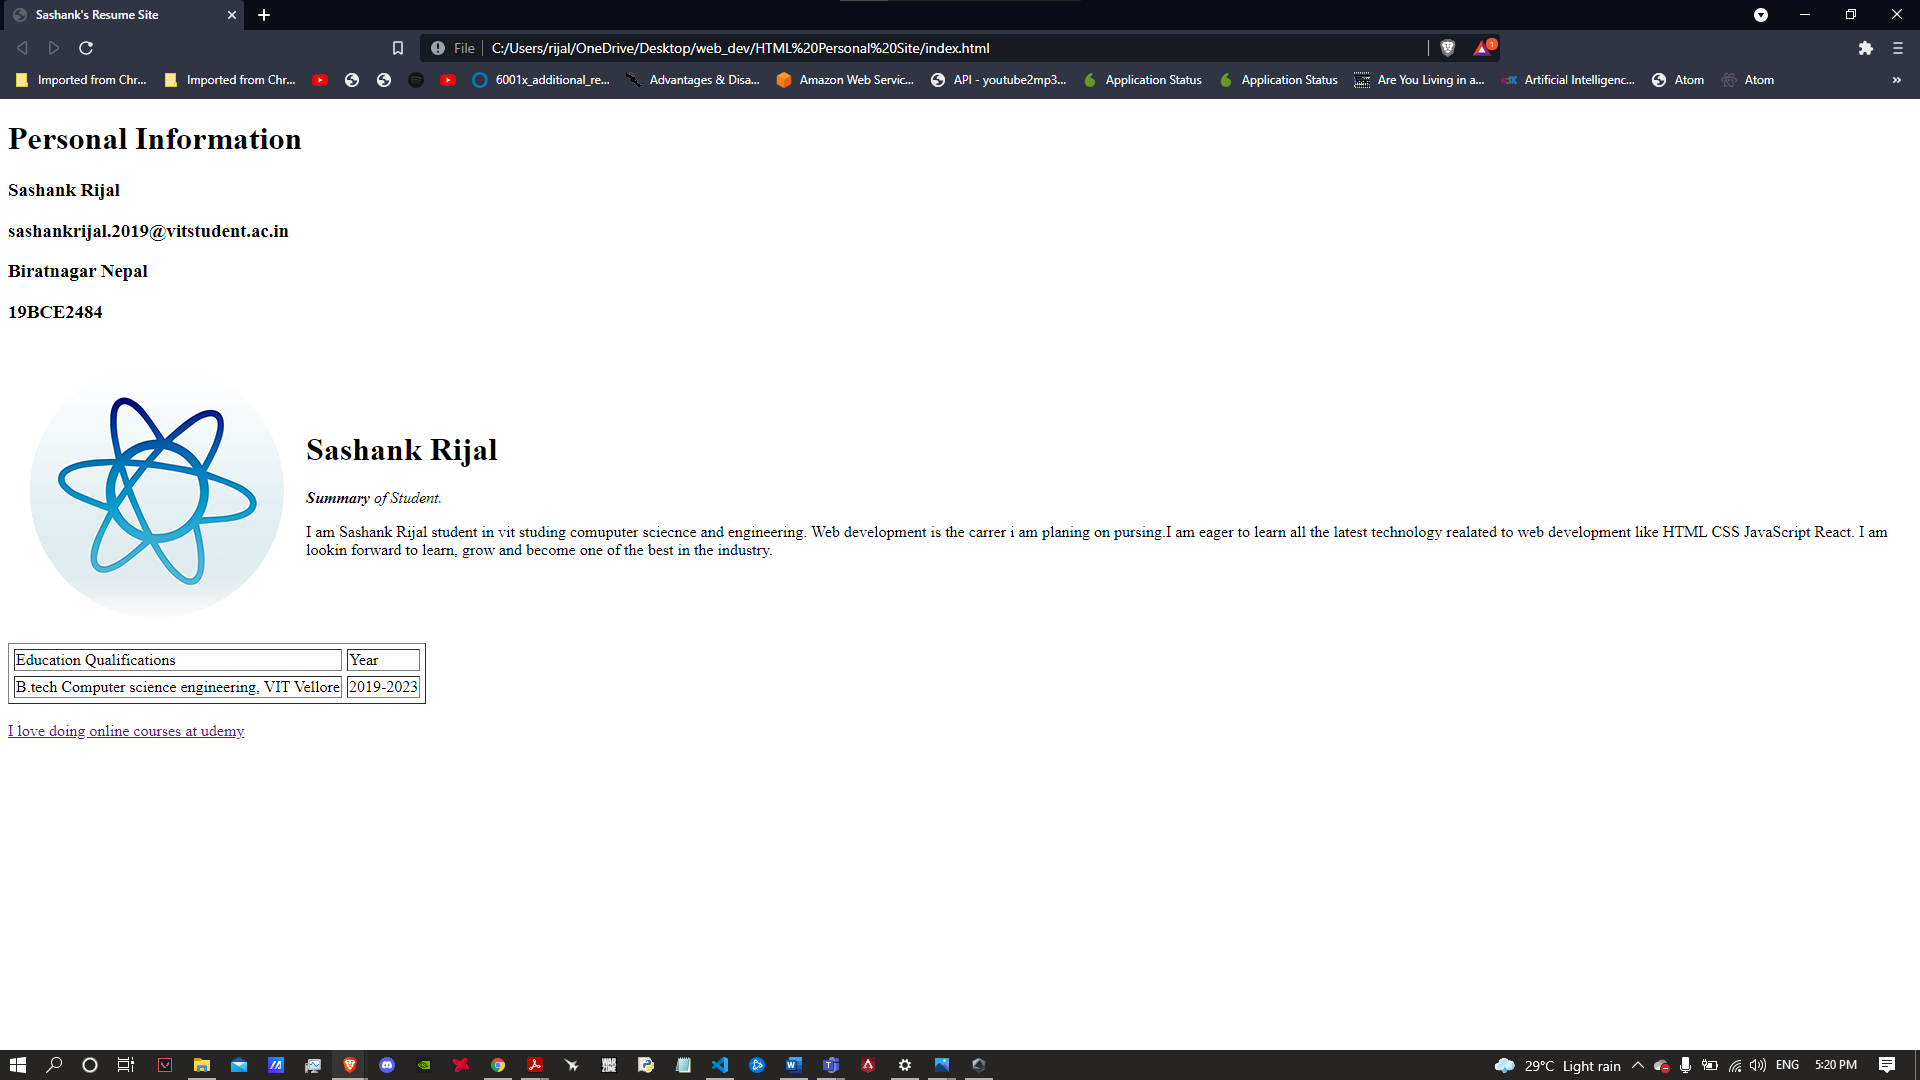 Sashank's Resume Site
File
C:/Users/rijal/OneDrive/Desktop/web_dev/HTML%20Personal%20Site/index.html
1
Imported from Chr... Imported from Chr... 6001x_additional_re... Advantages & Disa... Amazon Web Servic... API - youtube2mp3... Application Status Application Status Are You Living in a... Artificial Intelligenc... Atom Atom
Personal Information
Sashank Rijal
sashankrijal.2019@vitstudent.ac.in
Biratnagar Nepal
19BCE2484
Sashank Rijal
Summary of Student.
I am Sashank Rijal student in vit studing comuputer sciecnce and engineering. Web development is the carrer i am planing on pursing.I am eager to learn all the latest technology realated to web development like HTML CSS JavaScript React. I am
lookin forward to learn, grow and become one of the best in the industry.
Education Qualifications Year
B.tech Computer science engineering, VIT Vellore 2019-2023
I love doing online courses at udemy
WAR
ZONE
29°C Light rain ENG 5:20 PM